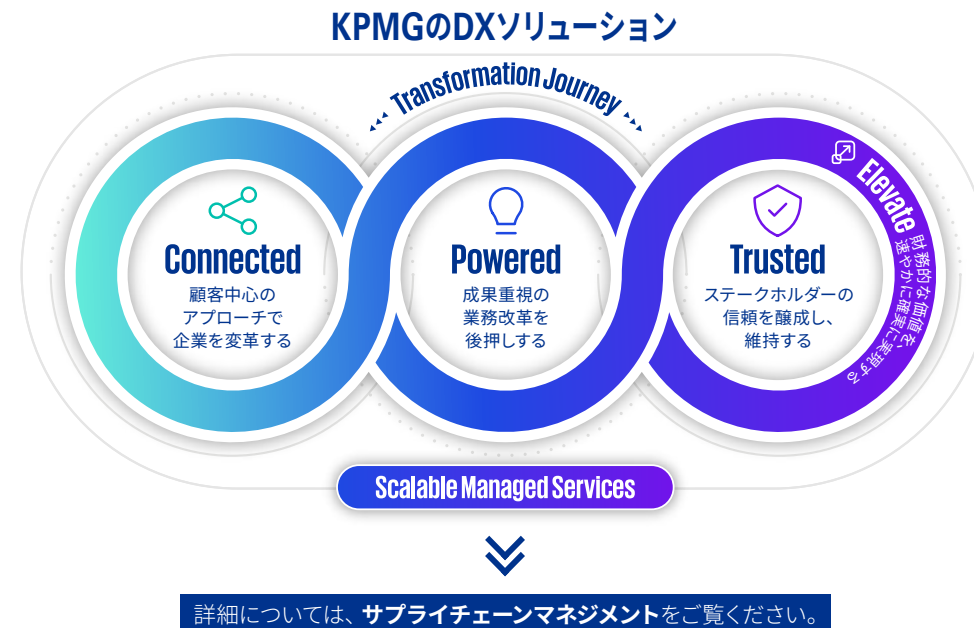 KPMGのDXソリューション
Transformation Journey
Connected
顧客中心の
アプローチで
企業を変革する
Powered
成果重視の
業務改革を
後押しする
Trusted
ステークホルダーの
信頼を醸成し、
維持する
Elevate
財務的な価値を、
速やかに確実に実現する
Scalable Managed Services
詳細については、サプライチェーンマネジメントをご覧ください。